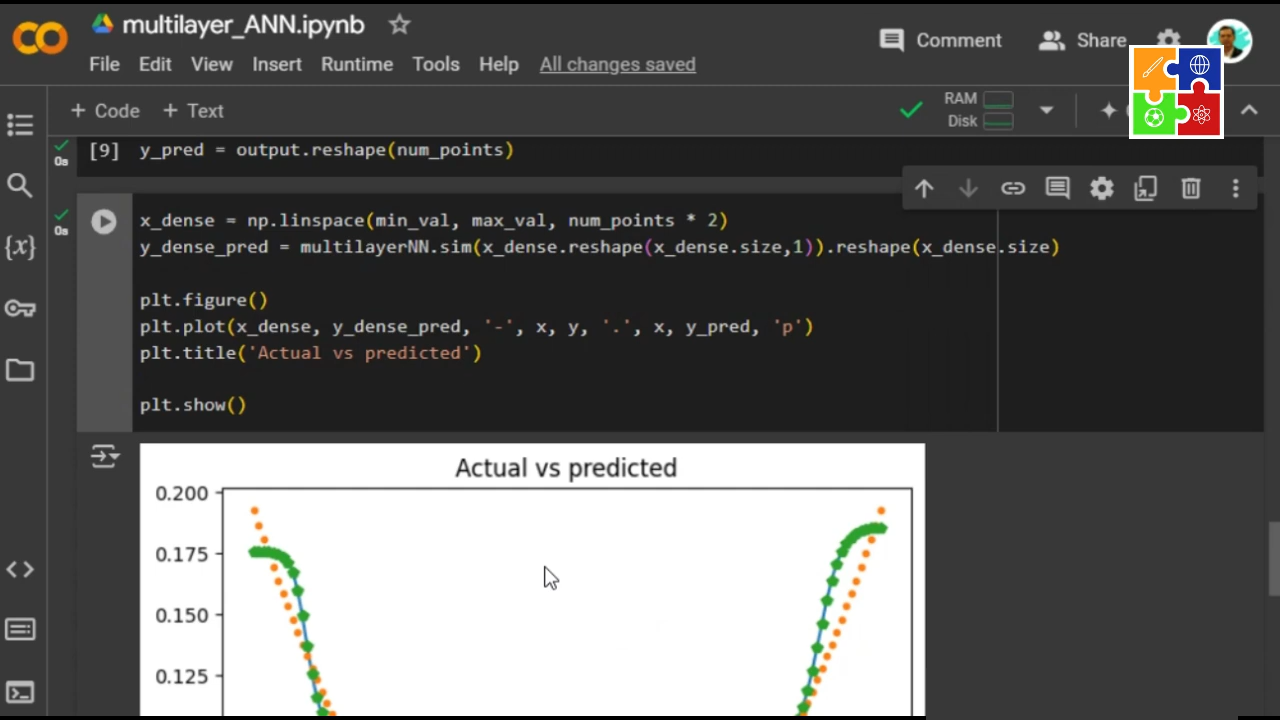 CO
multilayer_ANN.ipynb
Comment
Share
File Edit View Insert Runtime Tools Help All changes saved
+ Code + Text
RAM
Disk
0s
[9] y_pred = output.reshape(num_points)
0s
x_dense = np.linspace(min_val, max_val, num_points * 2)
y_dense_pred = multilayerNN.sim(x_dense.reshape(x_dense.size,1)).reshape(x_dense.size)
plt.figure()
plt.plot(x_dense, y_dense_pred, '-', x, y, '.', x, y_pred, 'p')
plt.title('Actual vs predicted')
plt.show()
Actual vs predicted
0.200
0.175
0.150
0.125